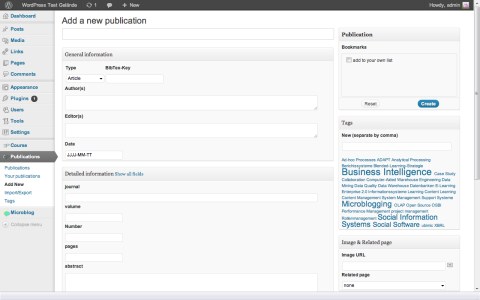 WordPress Test Gelände
1
+ New
Howdy, admin
Dashboard
Posts
Media
Links
Pages
Comments
Appearance
Plugins 1
Users
Tools
Settings
Course
Publications
Publications
Your publications
Add New
Import/Export
Tags
Microblog
Collapse menu
Add a new publication
General information
Type
BibTex-Key
Article
Author(s)
Editor(s)
Date
JJJJ-MM-TT
Detailed information Show all fields
journal
volume
Number
pages
abstract
Publication
Bookmarks
add to your own list
Reset
Create
Tags
New (separate by comma)
Ad-hoc Processes ADAPT Analytical Processing
Berichtssysteme Blended Learning Strategie
Business Intelligence Case Study
Collaboration Computer Aided Warehouse Engineering Data
Mining Data Quality Data Warehouse Datenbanken E-Learning
Enterprise 2.0 Informationssysteme Learning Content Learning
Content Management System Management Support Systems
Microblogging OLAP Open Source OSBI
Performance Management project management
Risikomanagement Social Information
Systems Social Software ubimic XAML
Image & Related page
Image URL
Related page
none